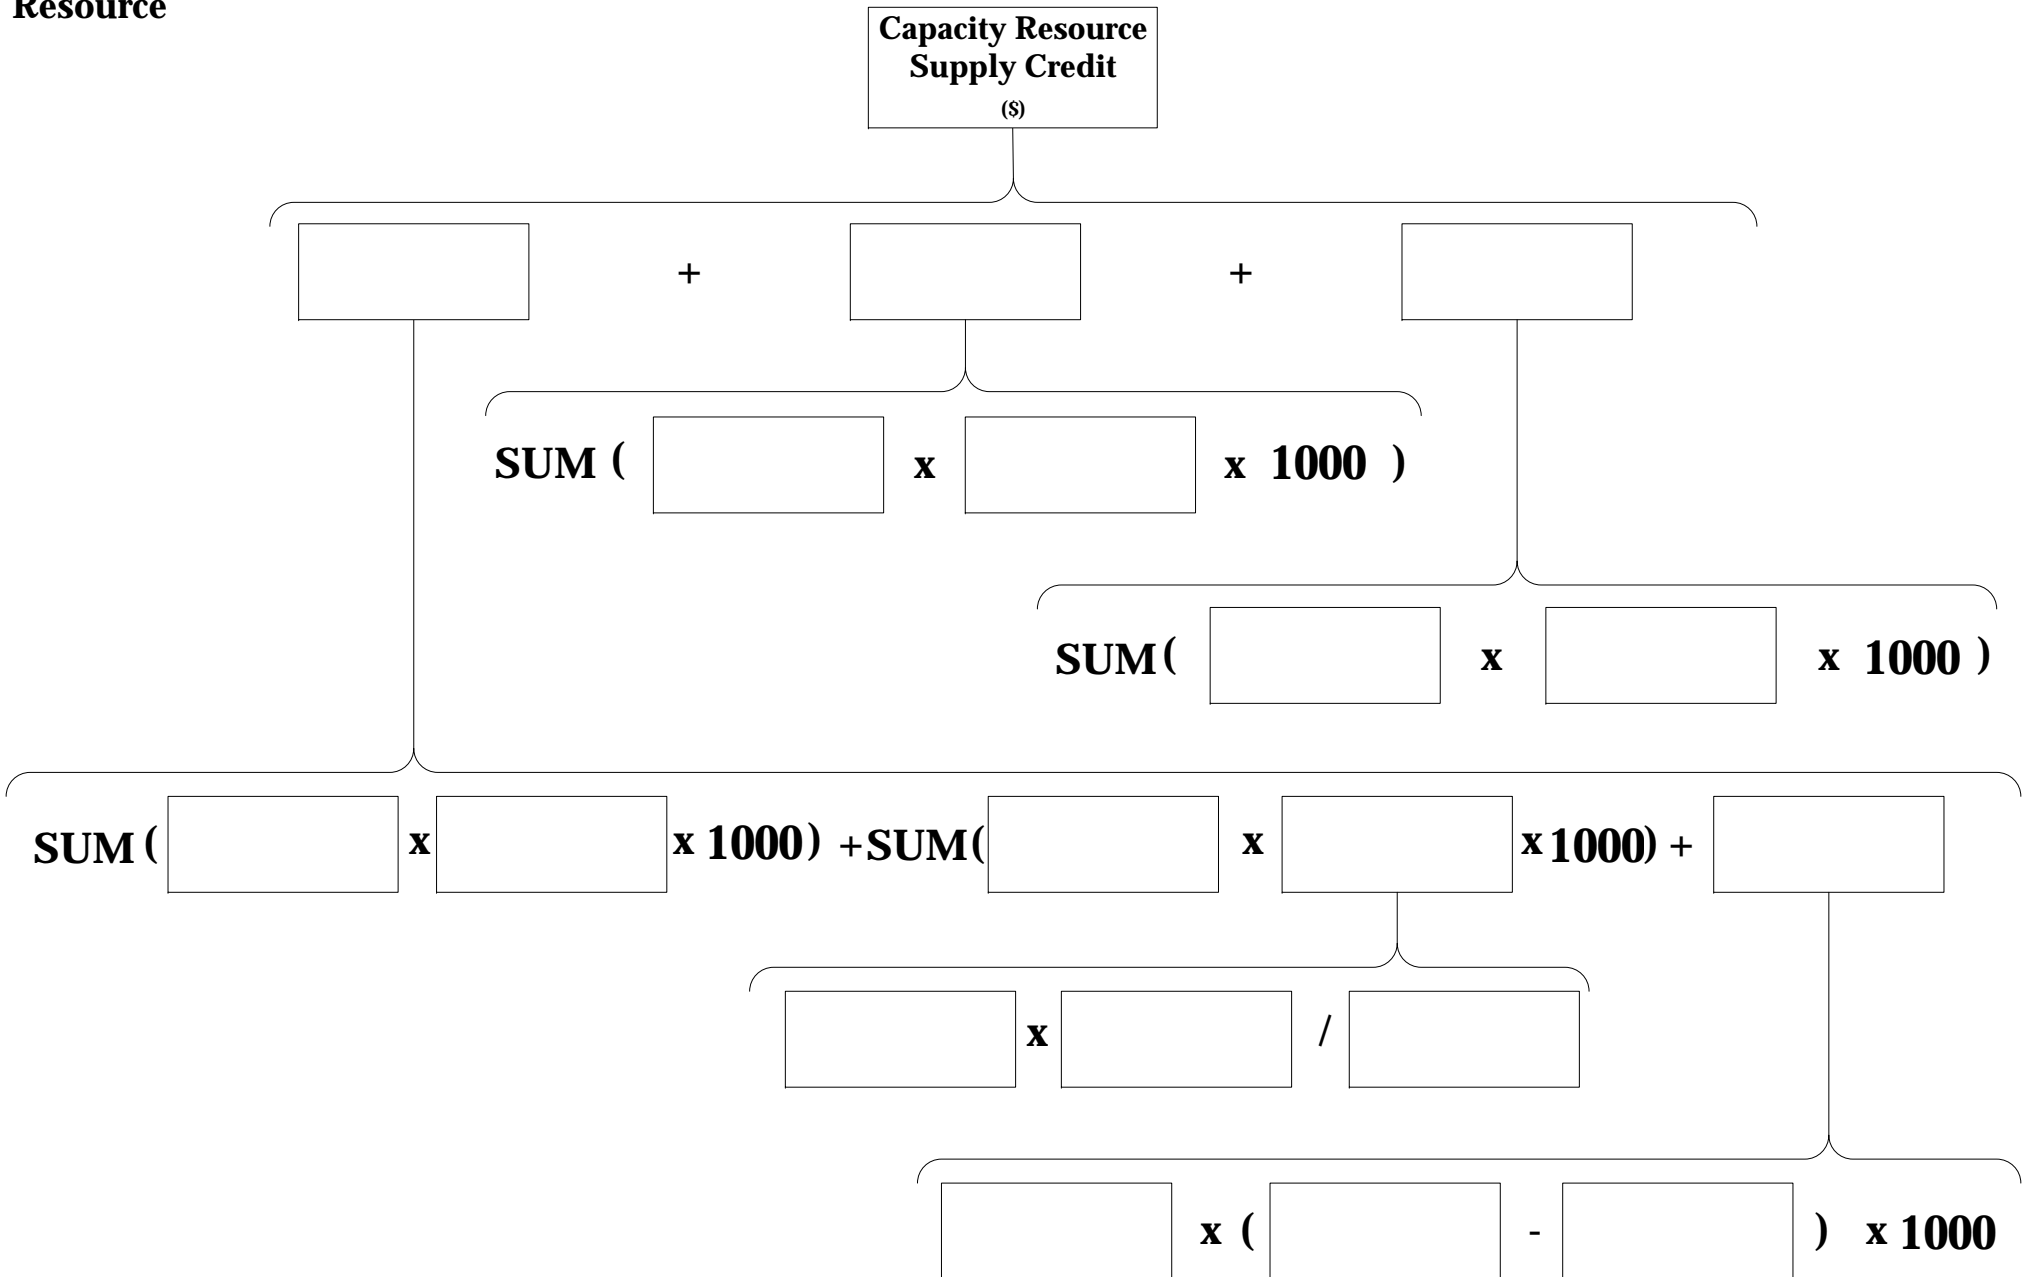 Resource
Capacity Resource
Supply Credit
($)
+ +
SUM ( x x 1000 )
SUM ( x x 1000 )
SUM ( x x 1000 ) + SUM ( x x 1000 ) +
x /
x ( - ) x 1000